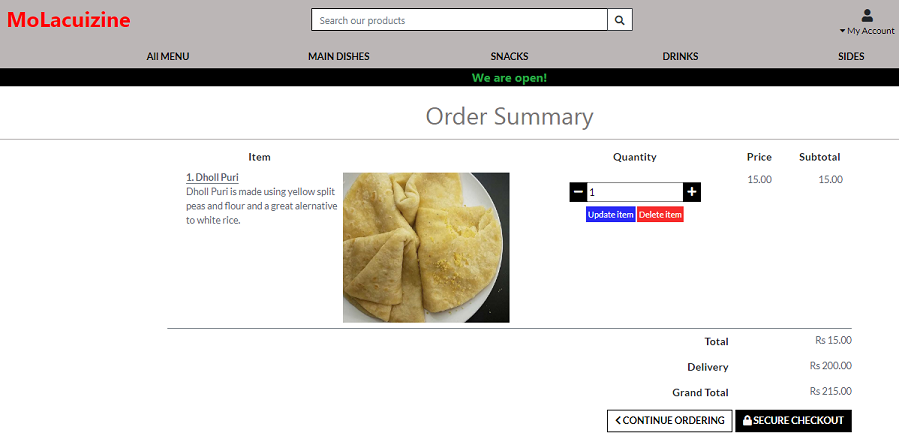 MoLacuizine
Search our products
My Account
All MENU
MAIN DISHES
SNACKS
DRINKS
SIDES
We are open!
Order Summary
Item
Quantity
Price
Subtotal
1. Dholl Puri
Dholl Puri is made using yellow split
peas and flour and a great alernative
to white rice.
1
Update item
Delete item
15.00
15.00
Total
Rs 15.00
Delivery
Rs 200.00
Grand Total
Rs 215.00
CONTINUE ORDERING
SECURE CHECKOUT